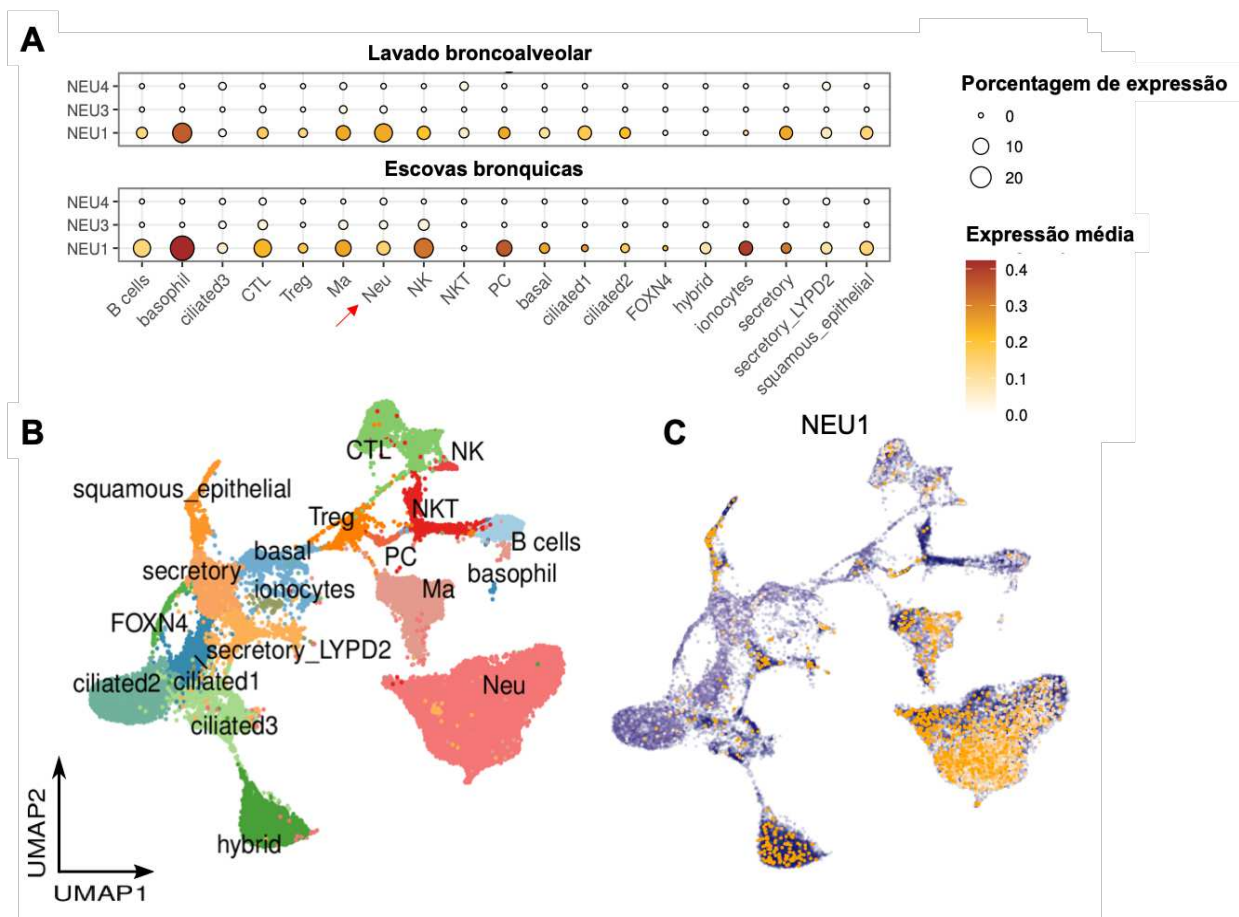 A
Lavado broncoalveolar
NEU4
NEU3
NEU1
Escovas bronquicas
NEU4
NEU3
NEU1
B cells
basophil
ciliated3
CTL
Treg
Ma
Neu
NK
NKT
PC
basal
ciliated1
ciliated2
FOXN4
hybrid
ionocytes
secretory
secretory_LYPD2
squamous_epithelial
Porcentagem de expressão
0
10
20
Expressão média
0.4
0.3
0.2
0.1
0.0
B
CTL
NK
squamous_epithelial
Treg
NKT
B cells
basal
PC
secretory
basophil
ionocytes
Ma
FOXN4
secretory_LYPD2
ciliated2
ciliated1
Neu
ciliated3
hybrid
UMAP2
UMAP1
C
NEU1